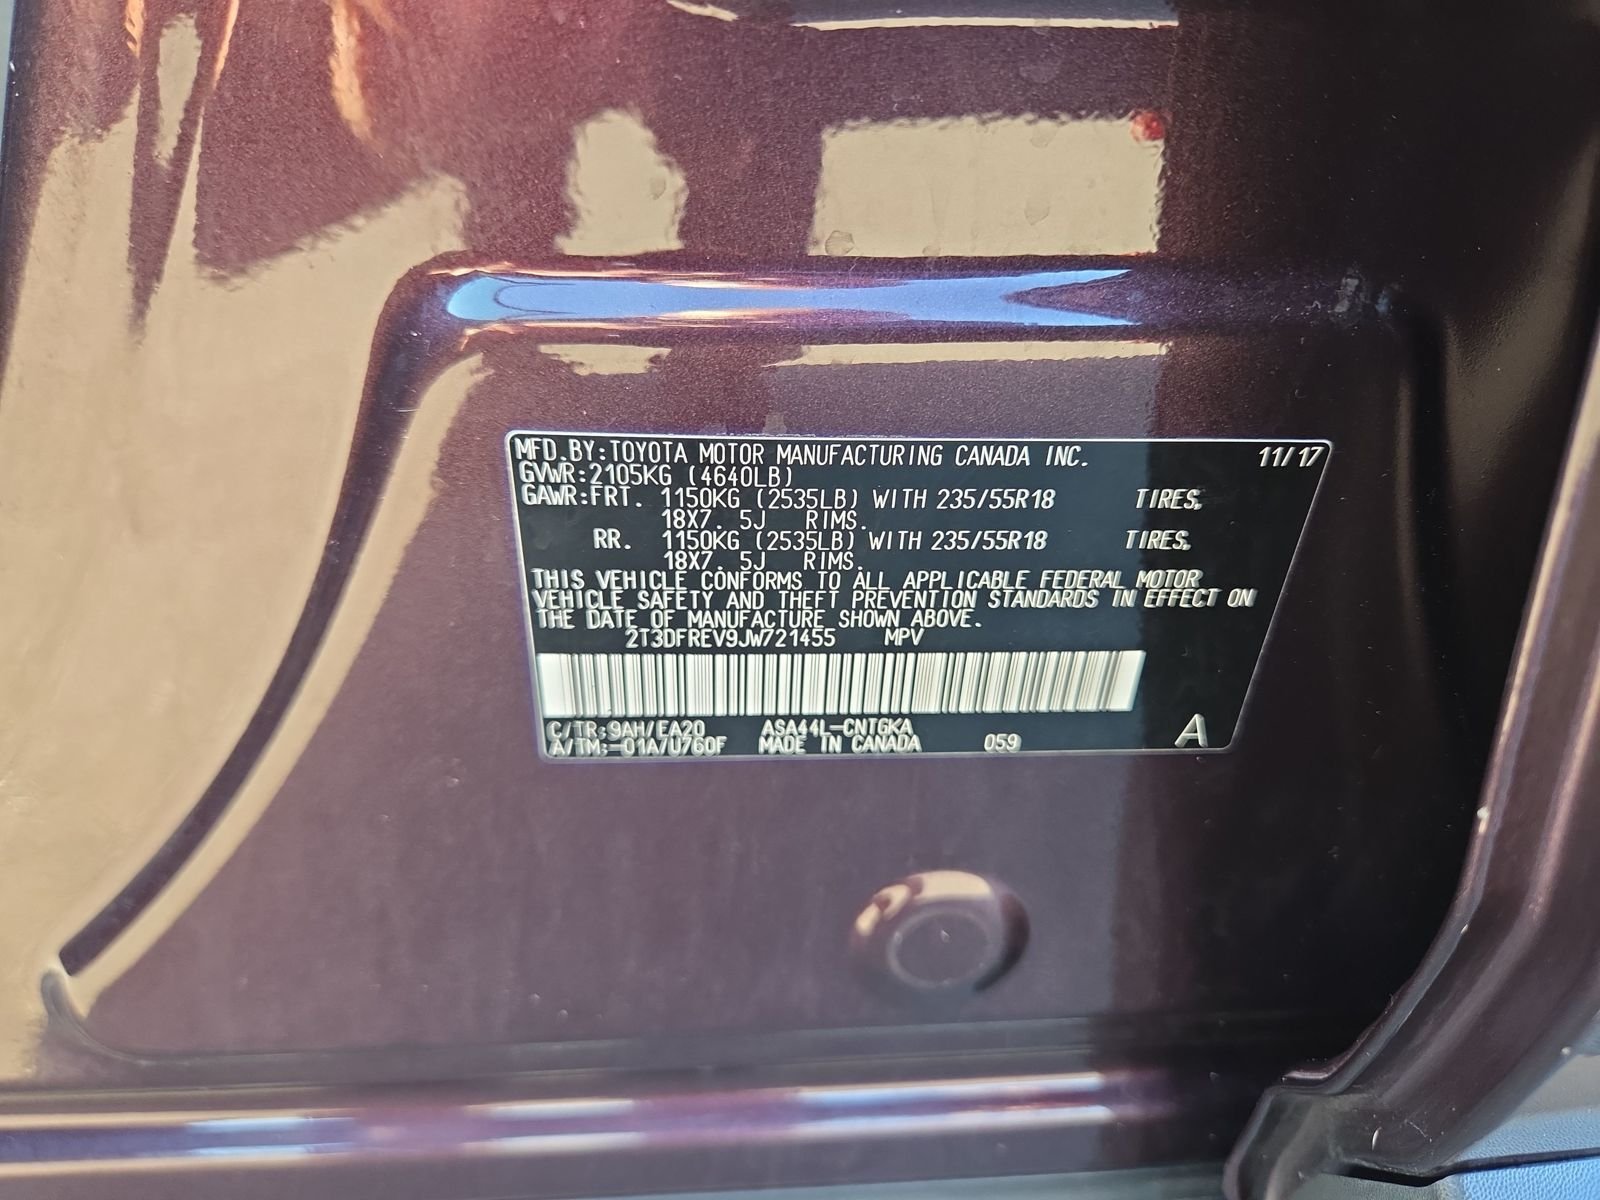 MFD.BY:TOYOTA MOTOR MANUFACTURING CANADA INC. 11/17
GVWR:2105KG (4640LB)
GAWR:FRT. 1150KG (2535LB) WITH 235/55R18 TIRES,
18X7. 5J RIMS.
RR. 1150KG (2535LB) WITH 235/55R18 TIRES,
18X7. 5J RIMS.
THIS VEHICLE CONFORMS TO ALL APPLICABLE FEDERAL MOTOR
VEHICLE SAFETY AND THEFT PREVENTION STANDARDS IN EFFECT ON
THE DATE OF MANUFACTURE SHOWN ABOVE.
2T3DFREV9JW721455 MPV
C/TR:9AH/EA20 ASA44L-CNTGKA
A/TM:-01A/U760F MADE IN CANADA 059 A